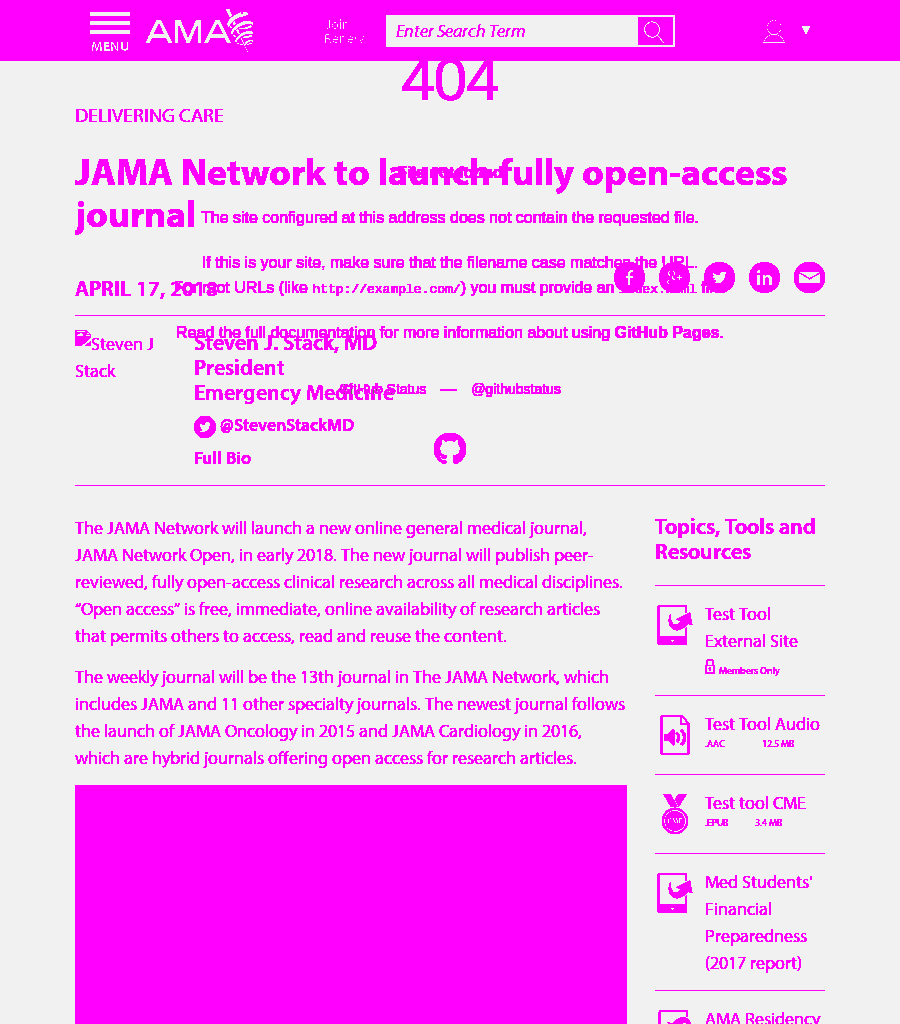 MENU
AMA
Join
Renew
Enter Search Term
404
DELIVERING CARE
JAMA Network to launch fully open-access
journal
The site configured at this address does not contain the requested file.
If this is your site, make sure that the filename case matches the URL.
APRIL 17, 2018
For root URLs (like http://example.com/) you must provide an index.html file.
Read the full documentation for more information about using GitHub Pages.
Steven J
Stack
Steven J. Stack, MD
President
Emergency Medicine
GitHub Status — @githubstatus
@StevenStackMD
Full Bio
The JAMA Network will launch a new online general medical journal,
JAMA Network Open, in early 2018. The new journal will publish peer-
reviewed, fully open-access clinical research across all medical disciplines.
“Open access” is free, immediate, online availability of research articles
that permits others to access, read and reuse the content.
The weekly journal will be the 13th journal in The JAMA Network, which
includes JAMA and 11 other specialty journals. The newest journal follows
the launch of JAMA Oncology in 2015 and JAMA Cardiology in 2016,
which are hybrid journals offering open access for research articles.
Topics, Tools and
Resources
Test Tool
External Site
Members Only
Test Tool Audio
.AAC 12.5 MB
Test tool CME
.EPUB 3.4 MB
Med Students'
Financial
Preparedness
(2017 report)
AMA Residency